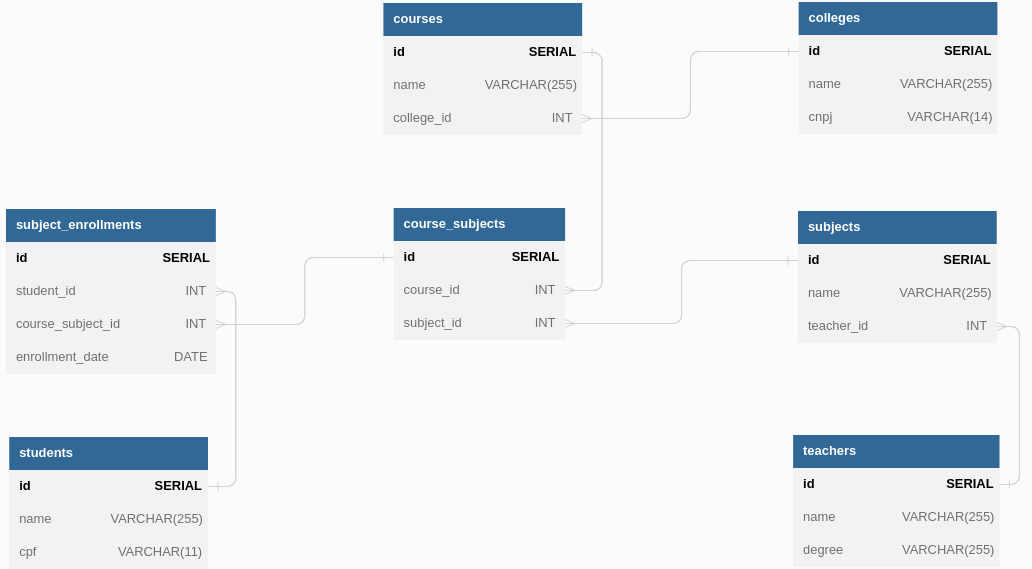 courses
id SERIAL
name VARCHAR(255)
college_id INT
colleges
id SERIAL
name VARCHAR(255)
cnpj VARCHAR(14)
subject_enrollments
id SERIAL
student_id INT
course_subject_id INT
enrollment_date DATE
course_subjects
id SERIAL
course_id INT
subject_id INT
subjects
id SERIAL
name VARCHAR(255)
teacher_id INT
students
id SERIAL
name VARCHAR(255)
cpf VARCHAR(11)
teachers
id SERIAL
name VARCHAR(255)
degree VARCHAR(255)